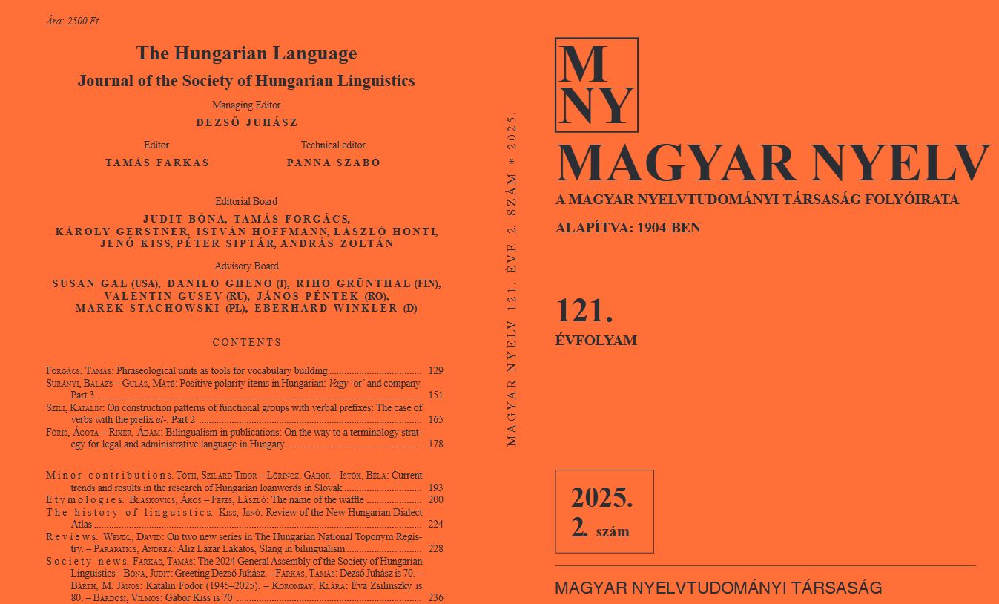 Ára: 2500 Ft
The Hungarian Language
Journal of the Society of Hungarian Linguistics
Managing Editor
DEZSŐ JUHÁSZ
Editor
TAMÁS FARKAS
Technical editor
PANNA SZABÓ
Editorial Board
JUDIT BÓNA, TAMÁS FORGÁCS,
KÁROLY GERSTNER, ISTVÁN HOFFMANN, LÁSZLÓ HONTI,
JENŐ KISS, PÉTER SIPTÁR, ANDRÁS ZOLTÁN
Advisory Board
SUSAN GAL (USA), DANILO GHENO (I), RIHO GRÜNTHAL (FIN),
VALENTIN GUSEV (RU), JÁNOS PÉNTEK (RO),
MAREK STACHOWSKI (PL), EBERHARD WINKLER (D)
CONTENTS
FORGÁCS, TAMÁS: Phraseological units as tools for vocabulary building ..... 129
SURÁNYI, BALÁZS – GULÁS, MÁTÉ: Positive polarity items in Hungarian: Vagy ‘or’ and company.
Part 3 ..... 151
SZILI, KATALIN: On construction patterns of functional groups with verbal prefixes: The case of
verbs with the prefix el-. Part 2 ..... 165
FÓRIS, ÁGOTA – RIXER, ÁDÁM: Bilingualism in publications: On the way to a terminology strat-
egy for legal and administrative language in Hungary ..... 178
Minor contributions. TÓTH, SZILÁRD TIBOR – LŐRINCZ, GÁBOR – ISTÓK, BÉLA: Current
trends and results in the research of Hungarian loanwords in Slovak ..... 193
Etymologies. BLASKOVICS, ÁKOS – FEJES, LÁSZLÓ: The name of the waffle ..... 200
The history of linguistics. KISS, JENŐ: Review of the New Hungarian Dialect
Atlas ..... 224
Reviews. WENDL, DÁVID: On two new series in The Hungarian National Toponym Regis-
try. – PARAPATICS, ANDREA: Aliz Lázár Lakatos, Slang in bilingualism ..... 228
Society news. FARKAS, TAMÁS: The 2024 General Assembly of the Society of Hungarian
Linguistics – BÓNA, JUDIT: Greeting Dezső Juhász. – FARKAS, TAMÁS: Dezső Juhász is 70. –
BÁRTH, M. JÁNOS: Katalin Fodor (1945–2025). – KOROMPAY, KLÁRA: Éva Zsilinszky is
80. – BÁRDOSI, VILMOS: Gábor Kiss is 70 ..... 236
MAGYAR NYELV 121. ÉVF. 2. SZÁM * 2025.
M
NY
MAGYAR NYELV
A MAGYAR NYELVTUDOMÁNYI TÁRSASÁG FOLYÓIRATA
ALAPÍTVA: 1904-BEN
121.
ÉVFOLYAM
2025.
2. szám
MAGYAR NYELVTUDOMÁNYI TÁRSASÁG